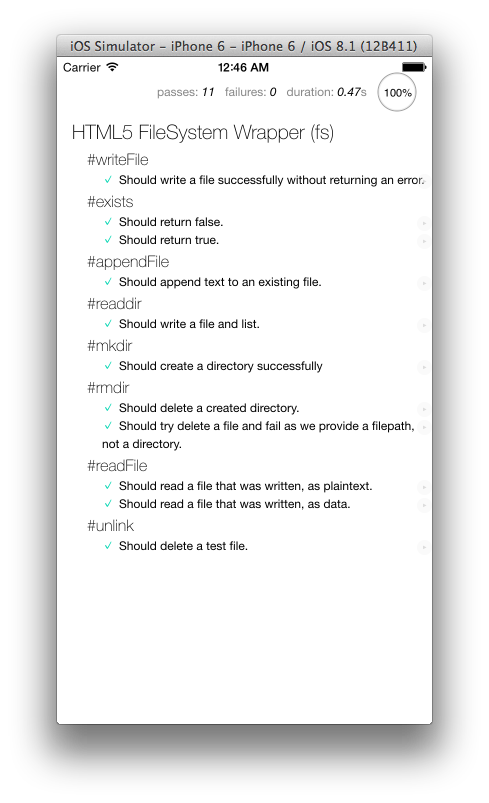 iOS Simulator – iPhone 6 – iPhone 6 / iOS 8.1 (12B411)
Carrier 12:46 AM
passes: 11 failures: 0 duration: 0.47s 100%
HTML5 FileSystem Wrapper (fs)
#writeFile
✓ Should write a file successfully without returning an error.
#exists
✓ Should return false.
✓ Should return true.
#appendFile
✓ Should append text to an existing file.
#readdir
✓ Should write a file and list.
#mkdir
✓ Should create a directory successfully
#rmdir
✓ Should delete a created directory.
✓ Should try delete a file and fail as we provide a filepath,
not a directory.
#readFile
✓ Should read a file that was written, as plaintext.
✓ Should read a file that was written, as data.
#unlink
✓ Should delete a test file.